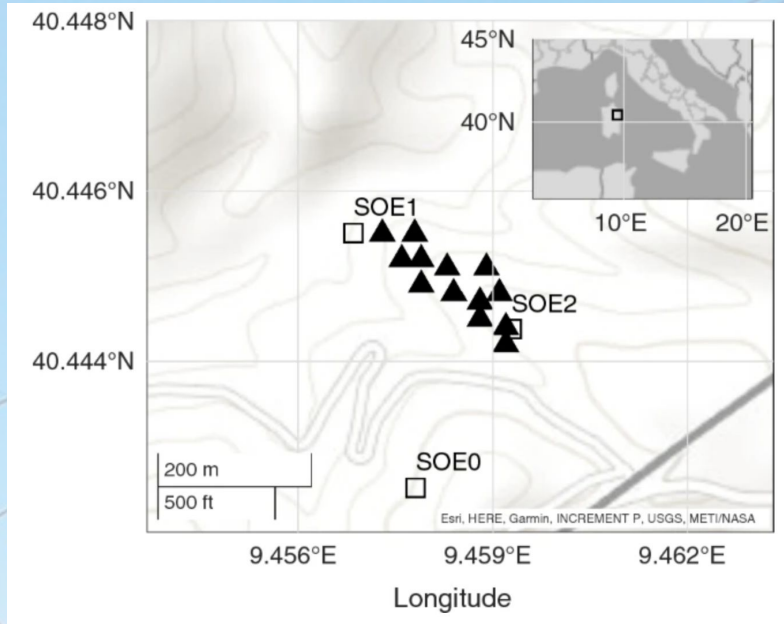 40.448°N
45°N
40°N
10°E
20°E
40.446°N
SOE1
SOE2
40.444°N
SOE0
200 m
500 ft
Esri, HERE, Garmin, INCREMENT P, USGS, METI/NASA
9.456°E
9.459°E
9.462°E
Longitude